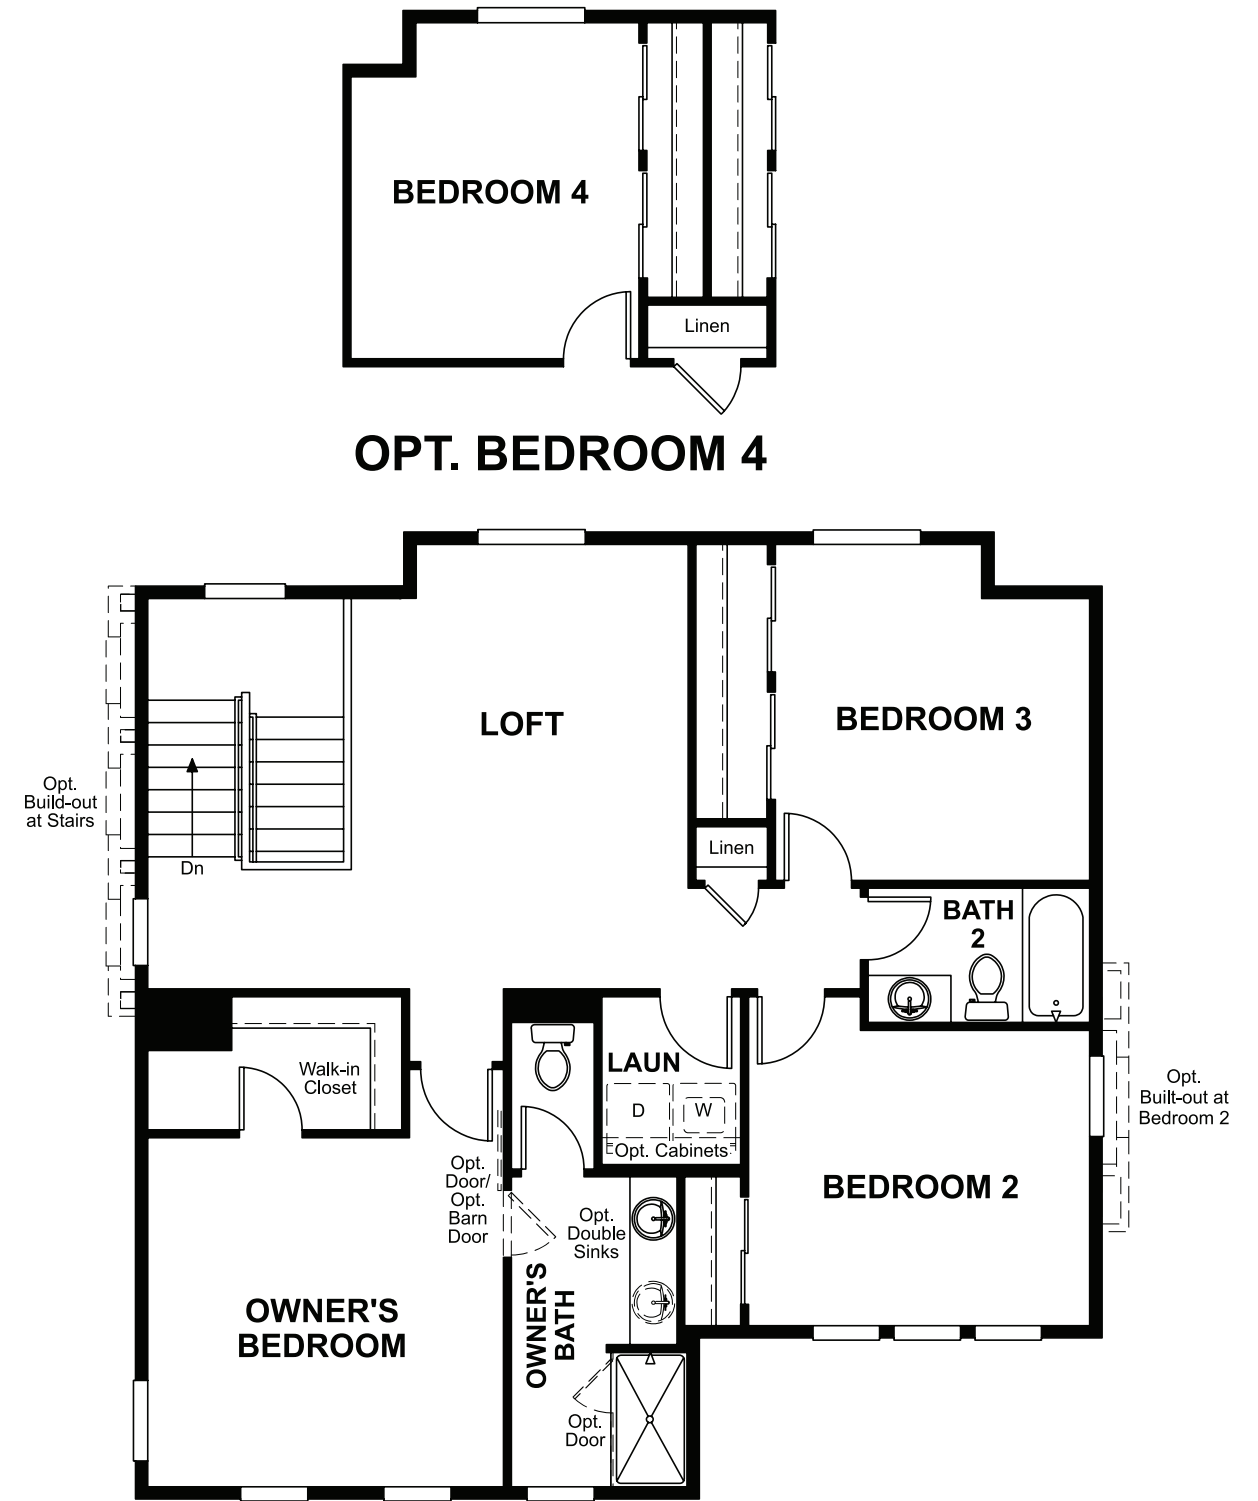 BEDROOM 4
Linen
OPT. BEDROOM 4
LOFT
BEDROOM 3
Opt.
Build-out
at Stairs
Dn
Linen
BATH
2
Walk-in
Closet
LAUN
D
W
Opt. Cabinets
Opt.
Built-out at
Bedroom 2
Opt.
Door/
Opt.
Barn
Door
Opt.
Double
Sinks
BEDROOM 2
OWNER'S
BEDROOM
OWNER'S
BATH
Opt.
Door